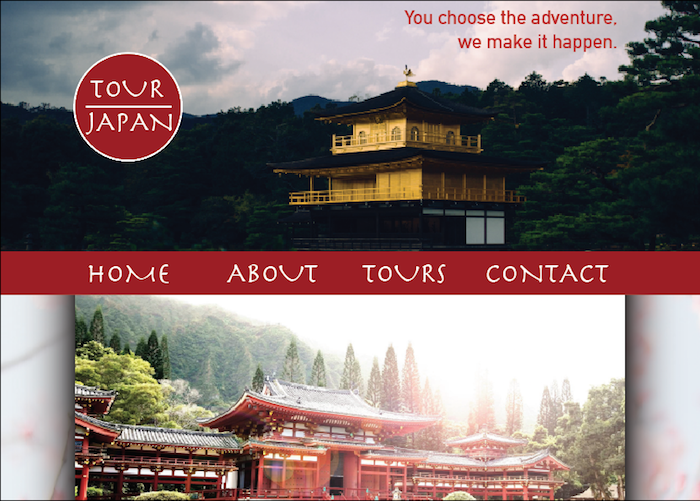 You choose the adventure,
we make it happen.
TOUR
JAPAN
HOME ABOUT TOURS CONTACT